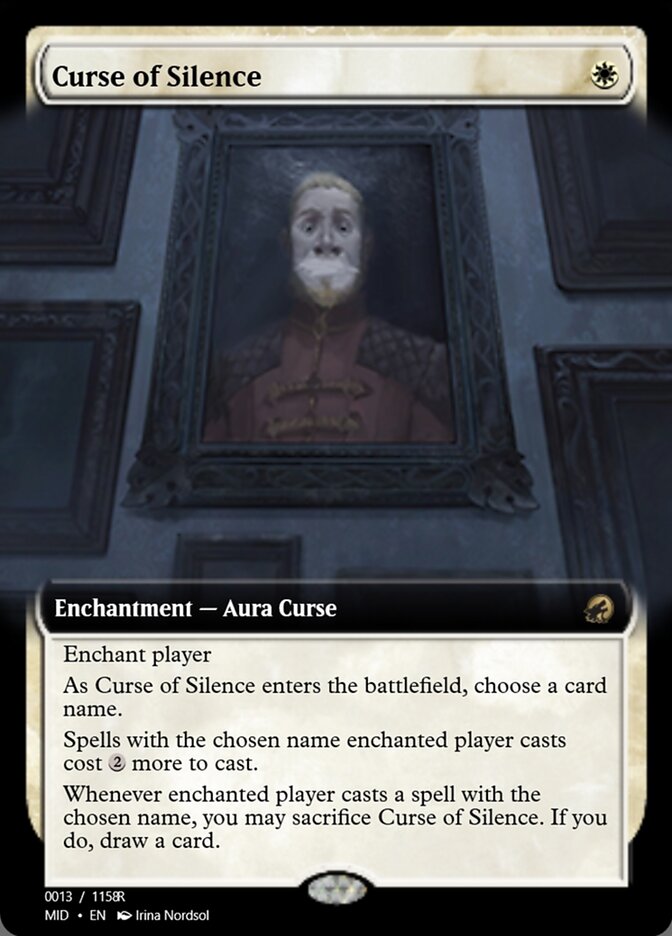 Curse of Silence
Enchantment — Aura Curse
Enchant player
As Curse of Silence enters the battlefield, choose a card
name.
Spells with the chosen name enchanted player casts
cost 2 more to cast.
Whenever enchanted player casts a spell with the
chosen name, you may sacrifice Curse of Silence. If you
do, draw a card.
0013 / 1158R
MID • EN Irina Nordsol